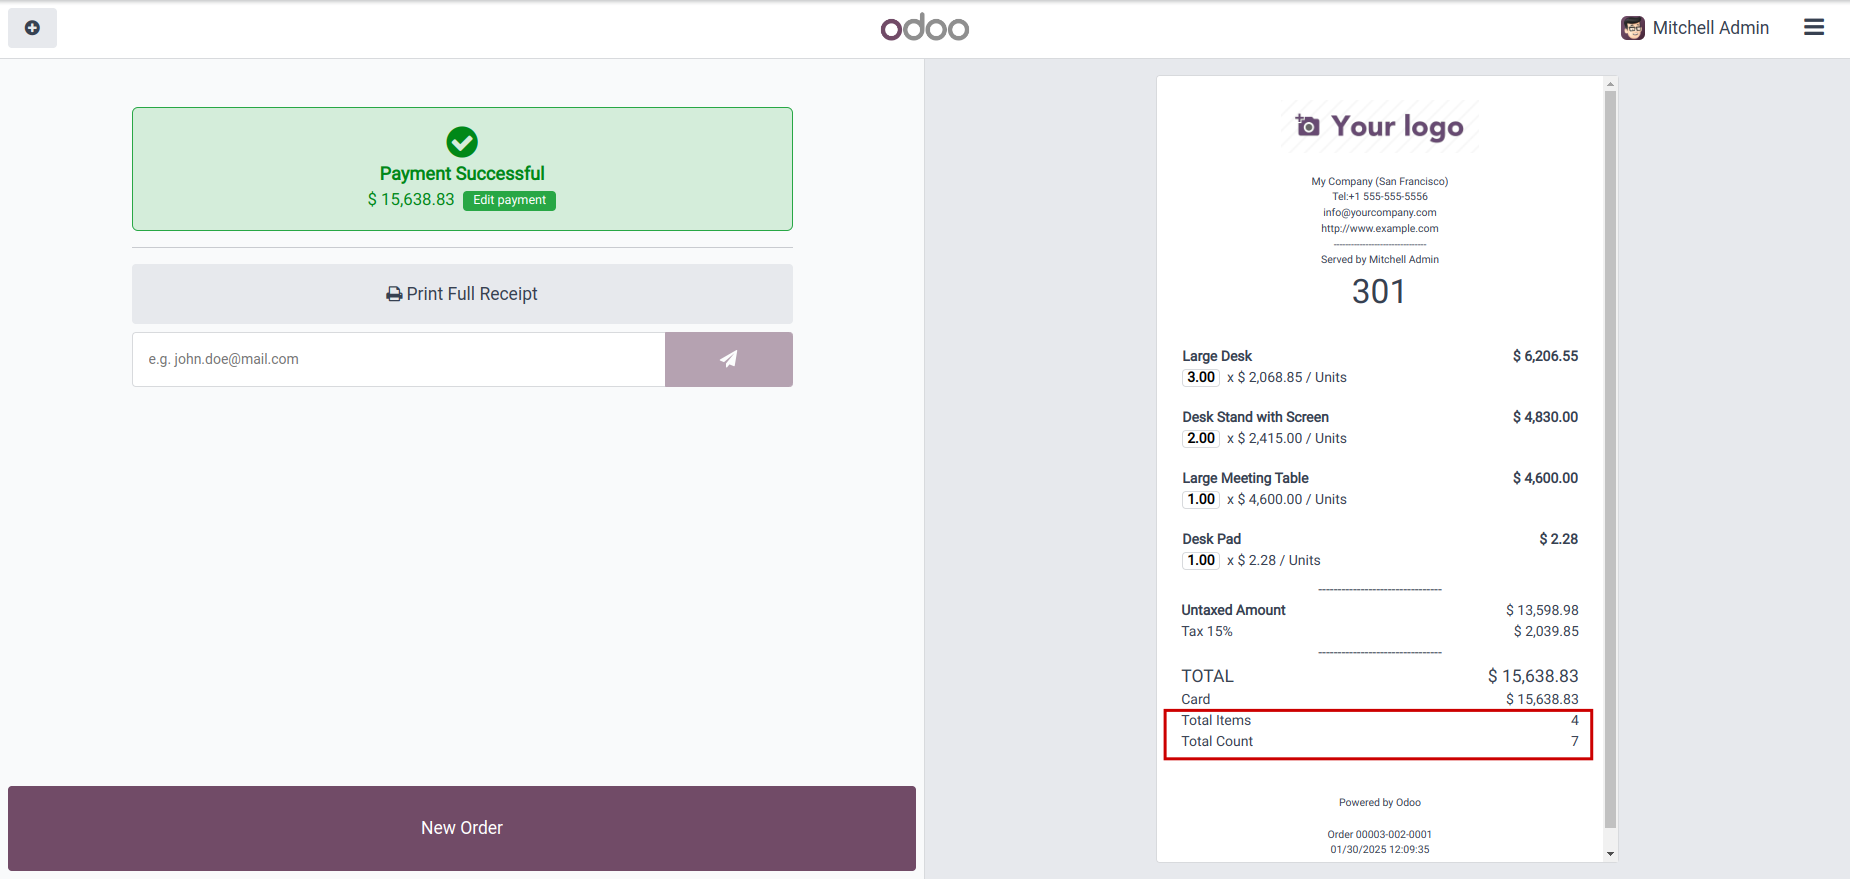 odoo
Mitchell Admin
Payment Successful
$ 15,638.83 Edit payment
Print Full Receipt
e.g. john.doe@mail.com
New Order
Your logo
My Company (San Francisco)
Tel:+1 555-555-5556
info@yourcompany.com
http://www.example.com
--------------------------------
Served by Mitchell Admin
301
Large Desk $ 6,206.55
3.00 x $ 2,068.85 / Units
Desk Stand with Screen $ 4,830.00
2.00 x $ 2,415.00 / Units
Large Meeting Table $ 4,600.00
1.00 x $ 4,600.00 / Units
Desk Pad $ 2.28
1.00 x $ 2.28 / Units
--------------------------------
Untaxed Amount $ 13,598.98
Tax 15% $ 2,039.85
--------------------------------
TOTAL $ 15,638.83
Card $ 15,638.83
Total Items 4
Total Count 7
Powered by Odoo
Order 00003-002-0001
01/30/2025 12:09:35